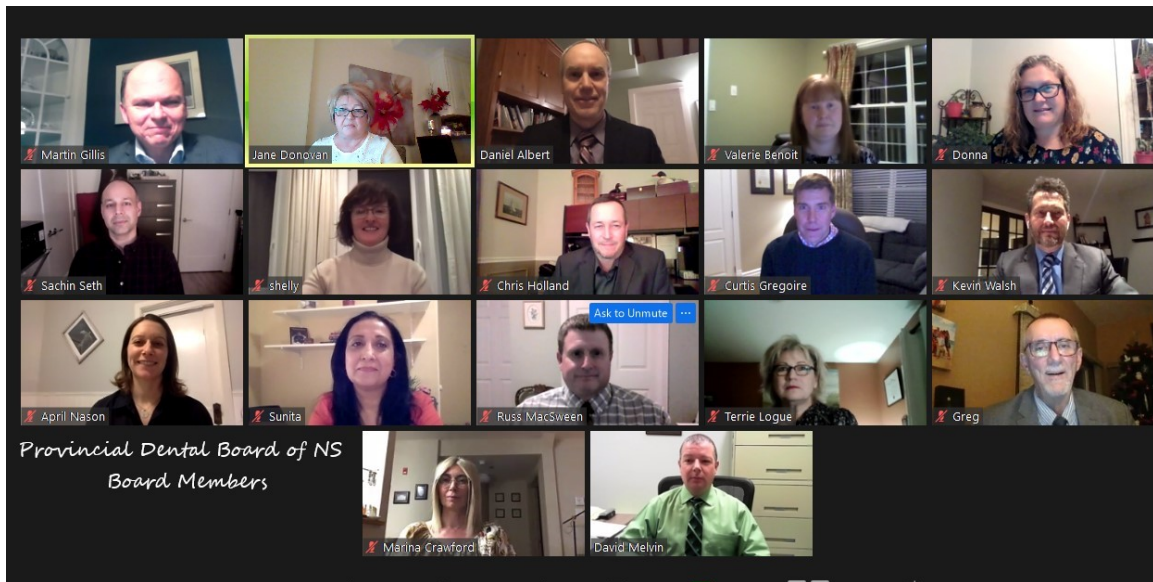 Martin Gillis
Jane Donovan
Daniel Albert
Valerie Benoit
Donna
Sachin Seth
shelly
Chris Holland
Curtis Gregoire
Kevin Walsh
April Nason
Sunita
Ask to Unmute ...
Russ MacSween
Terrie Logue
Greg
Provincial Dental Board of NS
Board Members
Marina Crawford
David Melvin